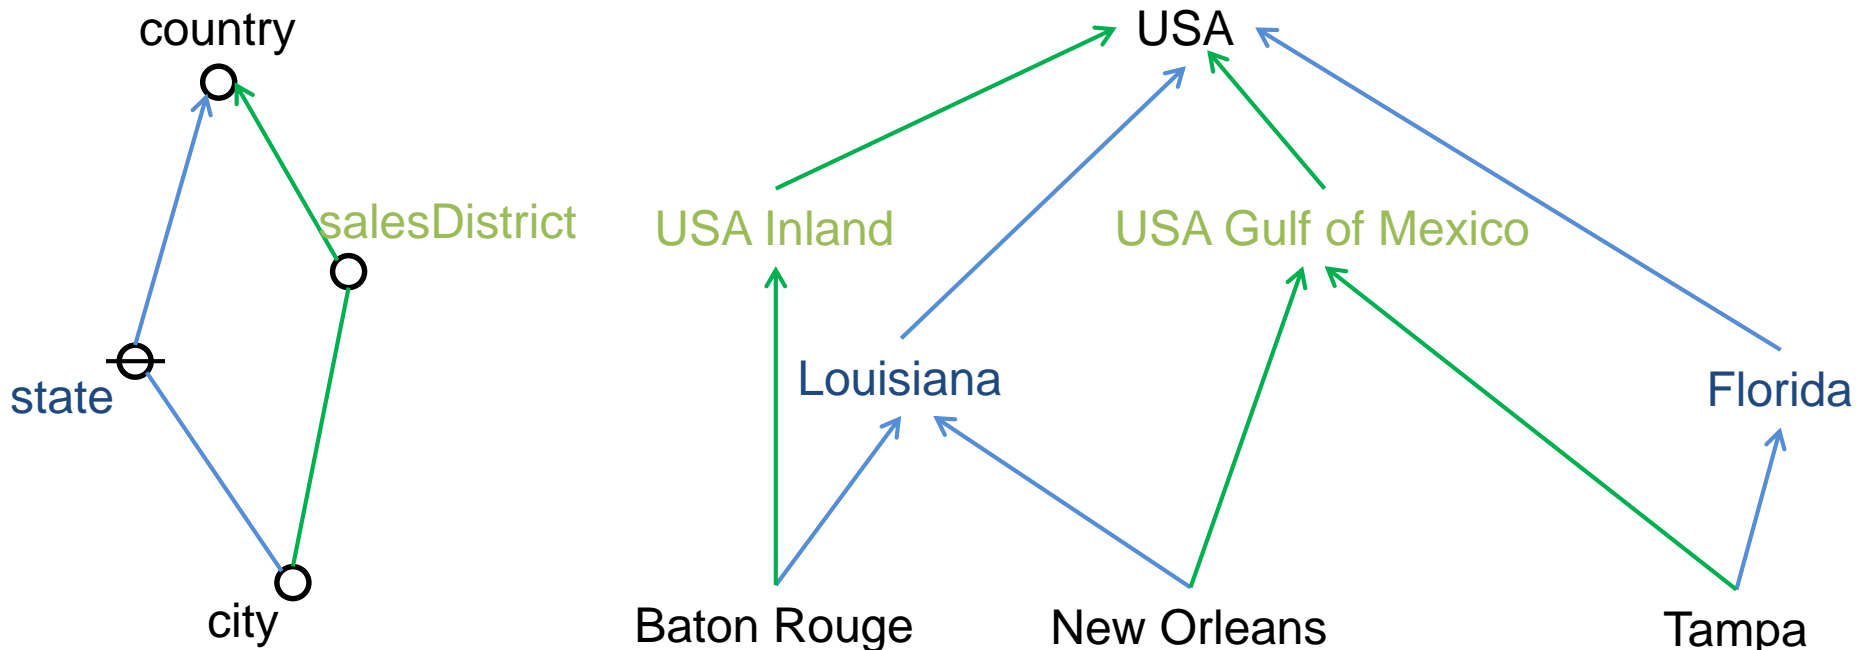 country
salesDistrict
state
city
USA
USA Inland
USA Gulf of Mexico
Louisiana
Florida
Baton Rouge
New Orleans
Tampa